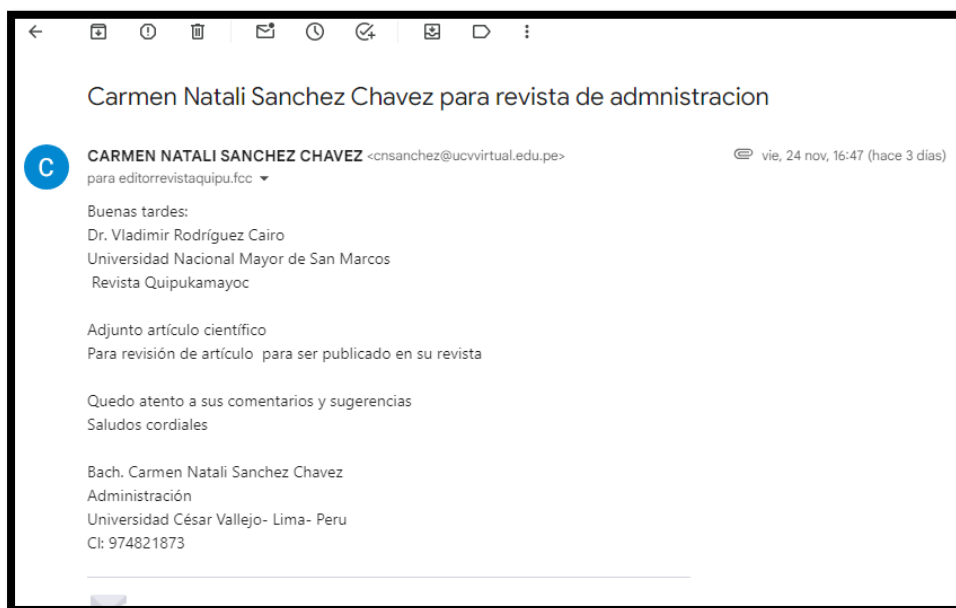 Carmen Natali Sanchez Chavez para revista de admnistracion
C
CARMEN NATALI SANCHEZ CHAVEZ <cnsanchez@ucvvirtual.edu.pe>
vie, 24 nov, 16:47 (hace 3 días)
para editorrevistaquipu.fcc
Buenas tardes:
Dr. Vladimir Rodríguez Cairo
Universidad Nacional Mayor de San Marcos
Revista Quipukamayoc
Adjunto artículo científico
Para revisión de artículo para ser publicado en su revista
Quedo atento a sus comentarios y sugerencias
Saludos cordiales
Bach. Carmen Natali Sanchez Chavez
Administración
Universidad César Vallejo- Lima- Peru
Cl: 974821873